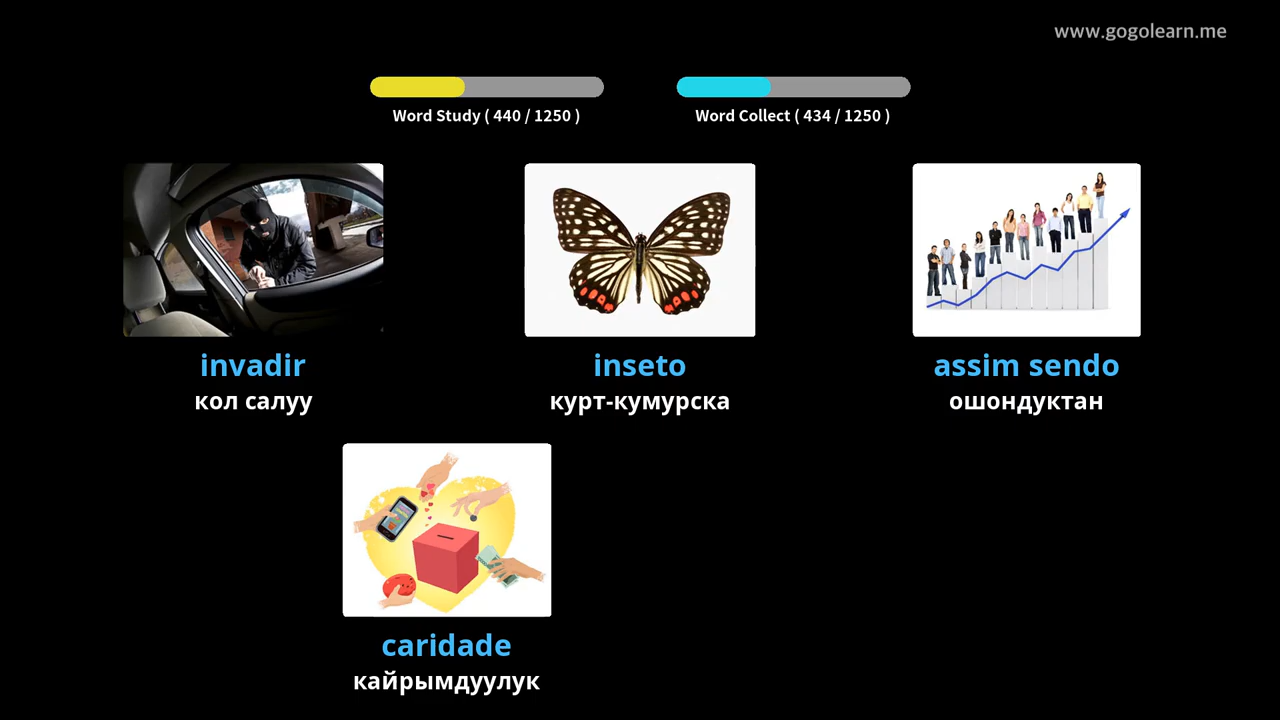 www.gogolearn.me
Word Study ( 440 / 1250 )
Word Collect ( 434 / 1250 )
invadir
кол салуу
inseto
курт-кумурска
assim sendo
ошондуктан
caridade
кайрымдуулук